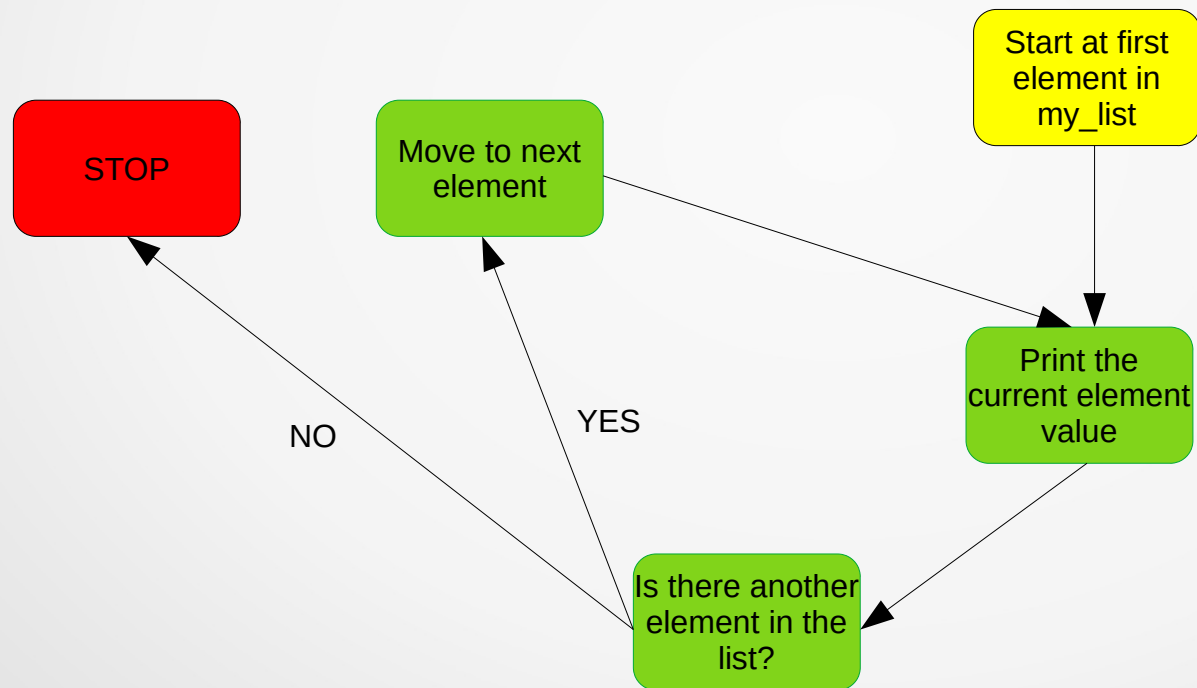 Start at first
element in
my_list
STOP
Move to next
element
Print the
current element
value
NO
YES
Is there another
element in the
list?